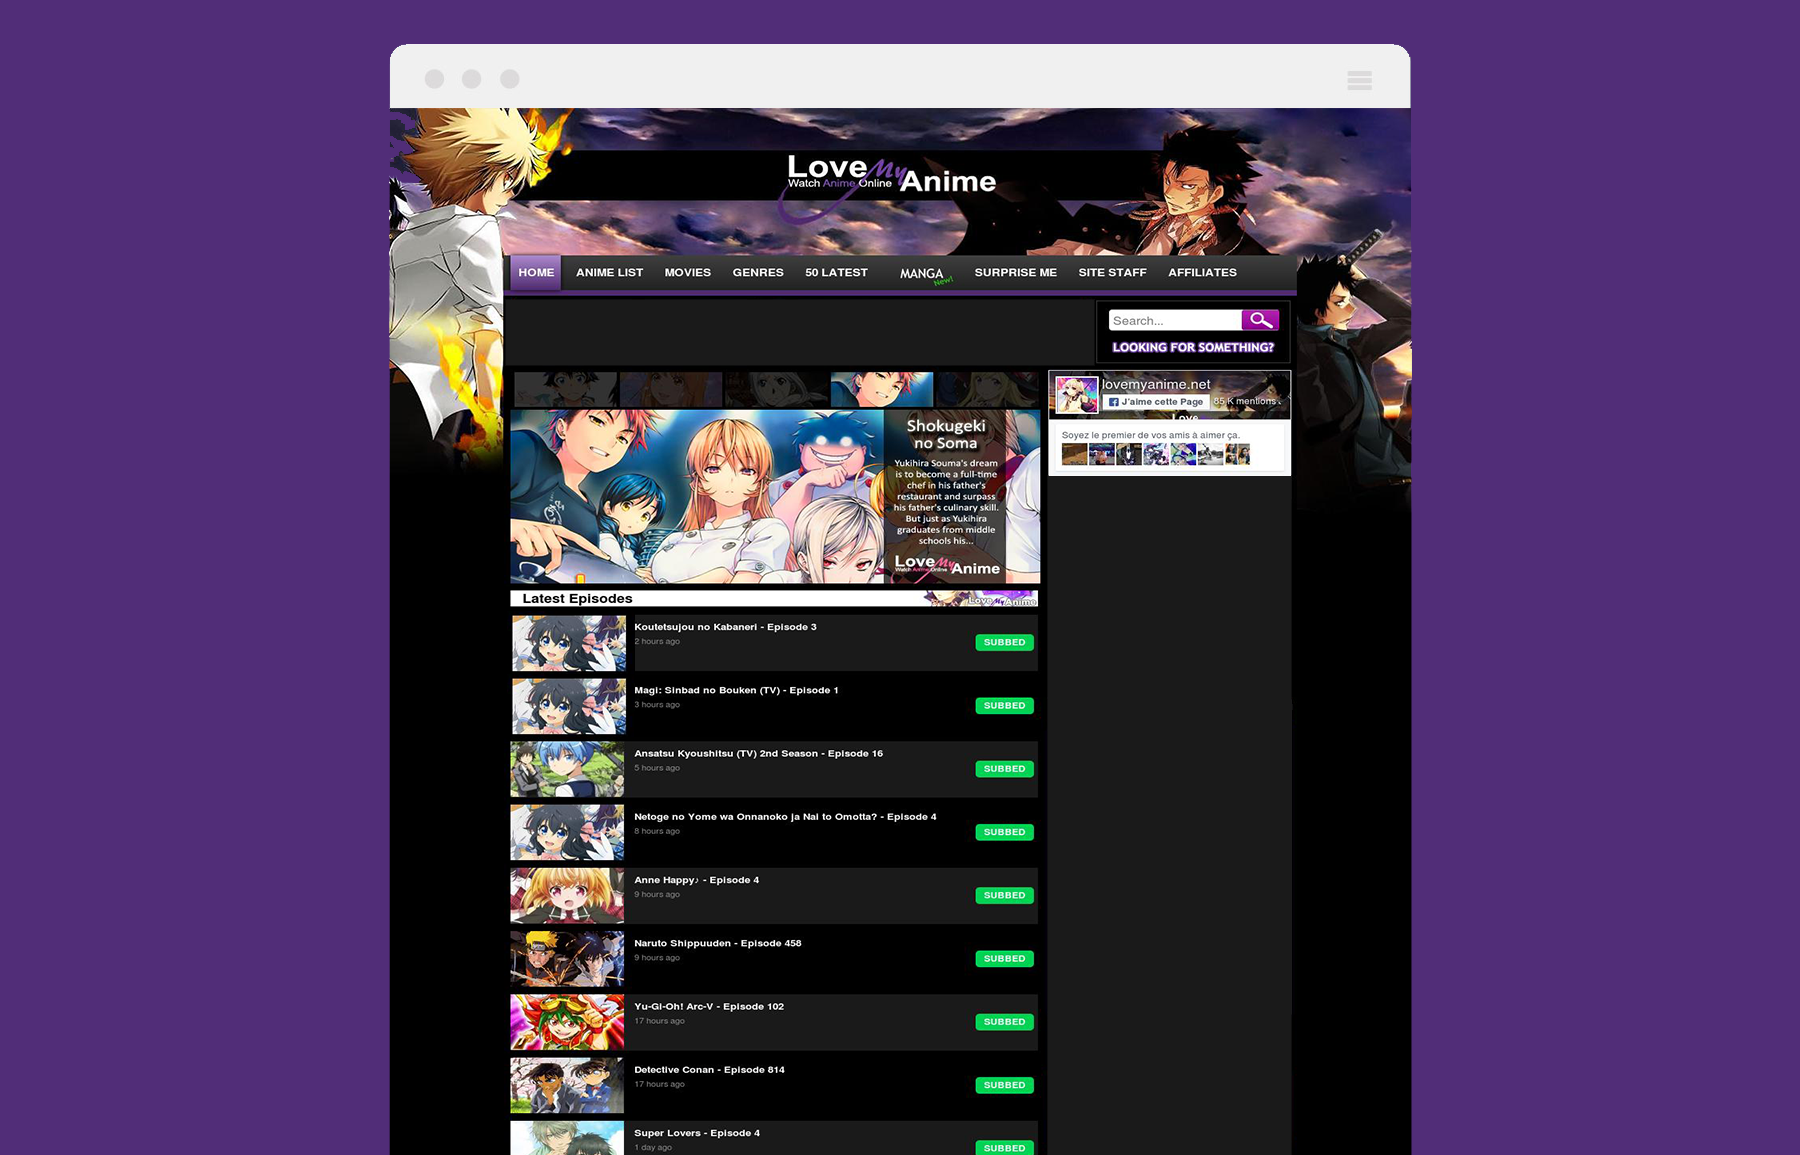 Love My Anime
Watch Anime Online
HOME
ANIME LIST
MOVIES
GENRES
50 LATEST
MANGA
New!
SURPRISE ME
SITE STAFF
AFFILIATES
Search...
LOOKING FOR SOMETHING?
lovemyanime.net
J'aime cette Page
85 K mentions
Love
Soyez le premier de vos amis à aimer ça.
Shokugeki
no Soma
Yukihira Souma's dream
is to become a full-time
chef in his father's
restaurant and surpass
his father's culinary skill.
But just as Yukihira
graduates from middle
schools his...
Love My Anime
Watch Anime Online
Latest Episodes
Love My Anime
Koutetsujou no Kabaneri - Episode 3
2 hours ago
SUBBED
Magi: Sinbad no Bouken (TV) - Episode 1
3 hours ago
SUBBED
Ansatsu Kyoushitsu (TV) 2nd Season - Episode 16
5 hours ago
SUBBED
Netoge no Yome wa Onnanoko ja Nai to Omotta? - Episode 4
8 hours ago
SUBBED
Anne Happy♪ - Episode 4
9 hours ago
SUBBED
Naruto Shippuuden - Episode 458
9 hours ago
SUBBED
Yu-Gi-Oh! Arc-V - Episode 102
17 hours ago
SUBBED
Detective Conan - Episode 814
17 hours ago
SUBBED
Super Lovers - Episode 4
1 day ago
SUBBED